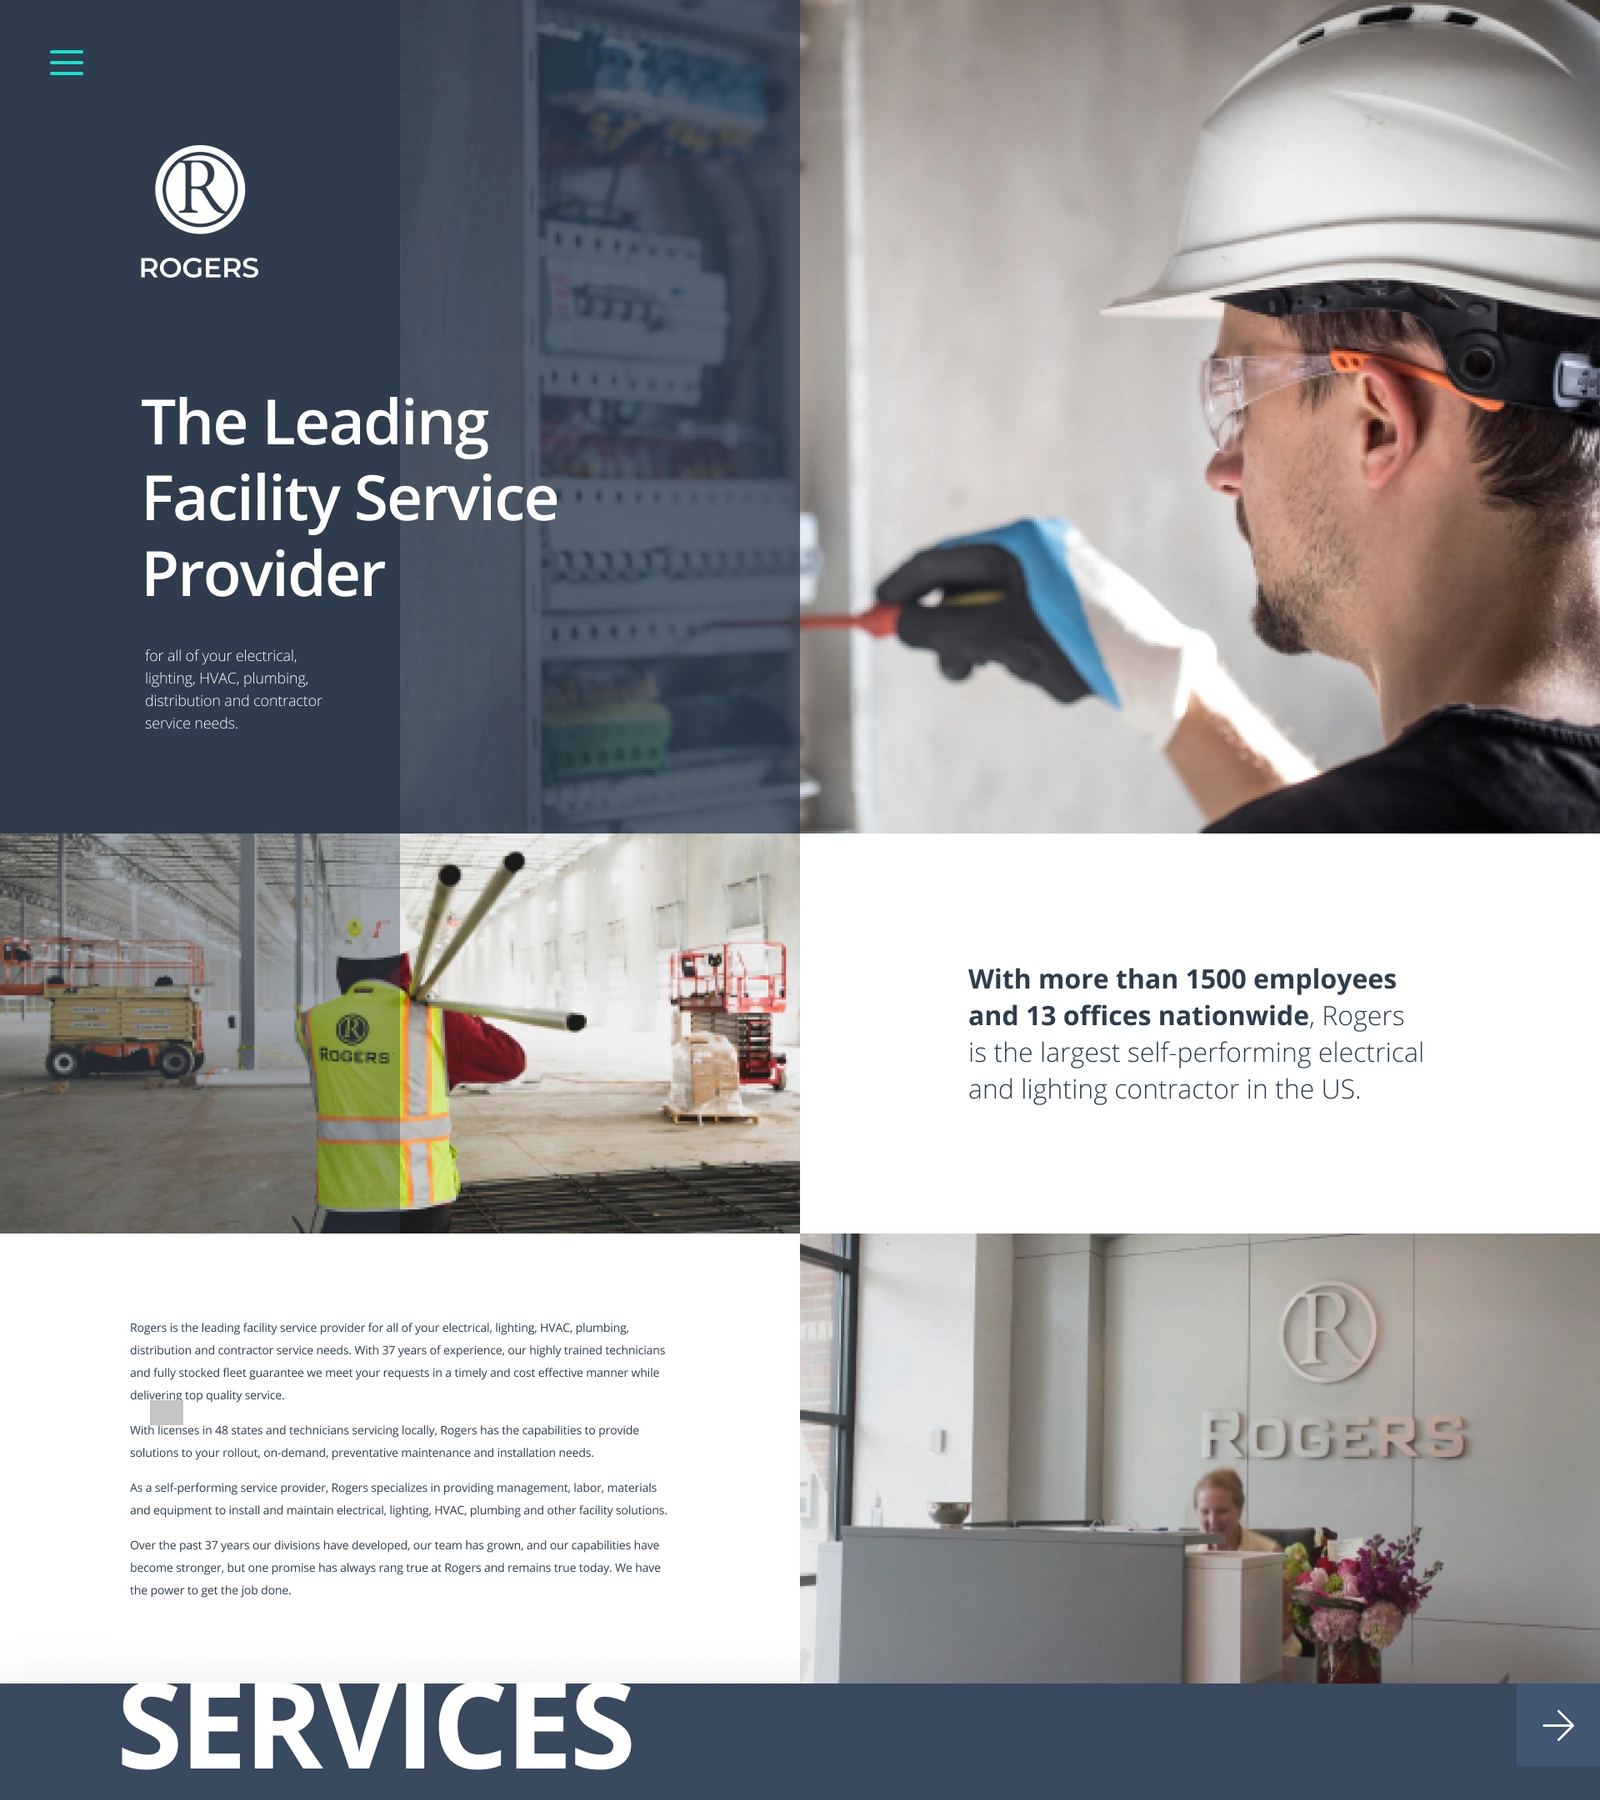 R
ROGERS
The Leading
Facility Service
Provider
for all of your electrical,
lighting, HVAC, plumbing,
distribution and contractor
service needs.
R
ROGERS
With more than 1500 employees
and 13 offices nationwide, Rogers
is the largest self-performing electrical
and lighting contractor in the US.
Rogers is the leading facility service provider for all of your electrical, lighting, HVAC, plumbing,
distribution and contractor service needs. With 37 years of experience, our highly trained technicians
and fully stocked fleet guarantee we meet your requests in a timely and cost effective manner while
delivering top quality service.
With licenses in 48 states and technicians servicing locally, Rogers has the capabilities to provide
solutions to your rollout, on-demand, preventative maintenance and installation needs.
As a self-performing service provider, Rogers specializes in providing management, labor, materials
and equipment to install and maintain electrical, lighting, HVAC, plumbing and other facility solutions.
Over the past 37 years our divisions have developed, our team has grown, and our capabilities have
become stronger, but one promise has always rang true at Rogers and remains true today. We have
the power to get the job done.
R
ROGERS
SERVICES